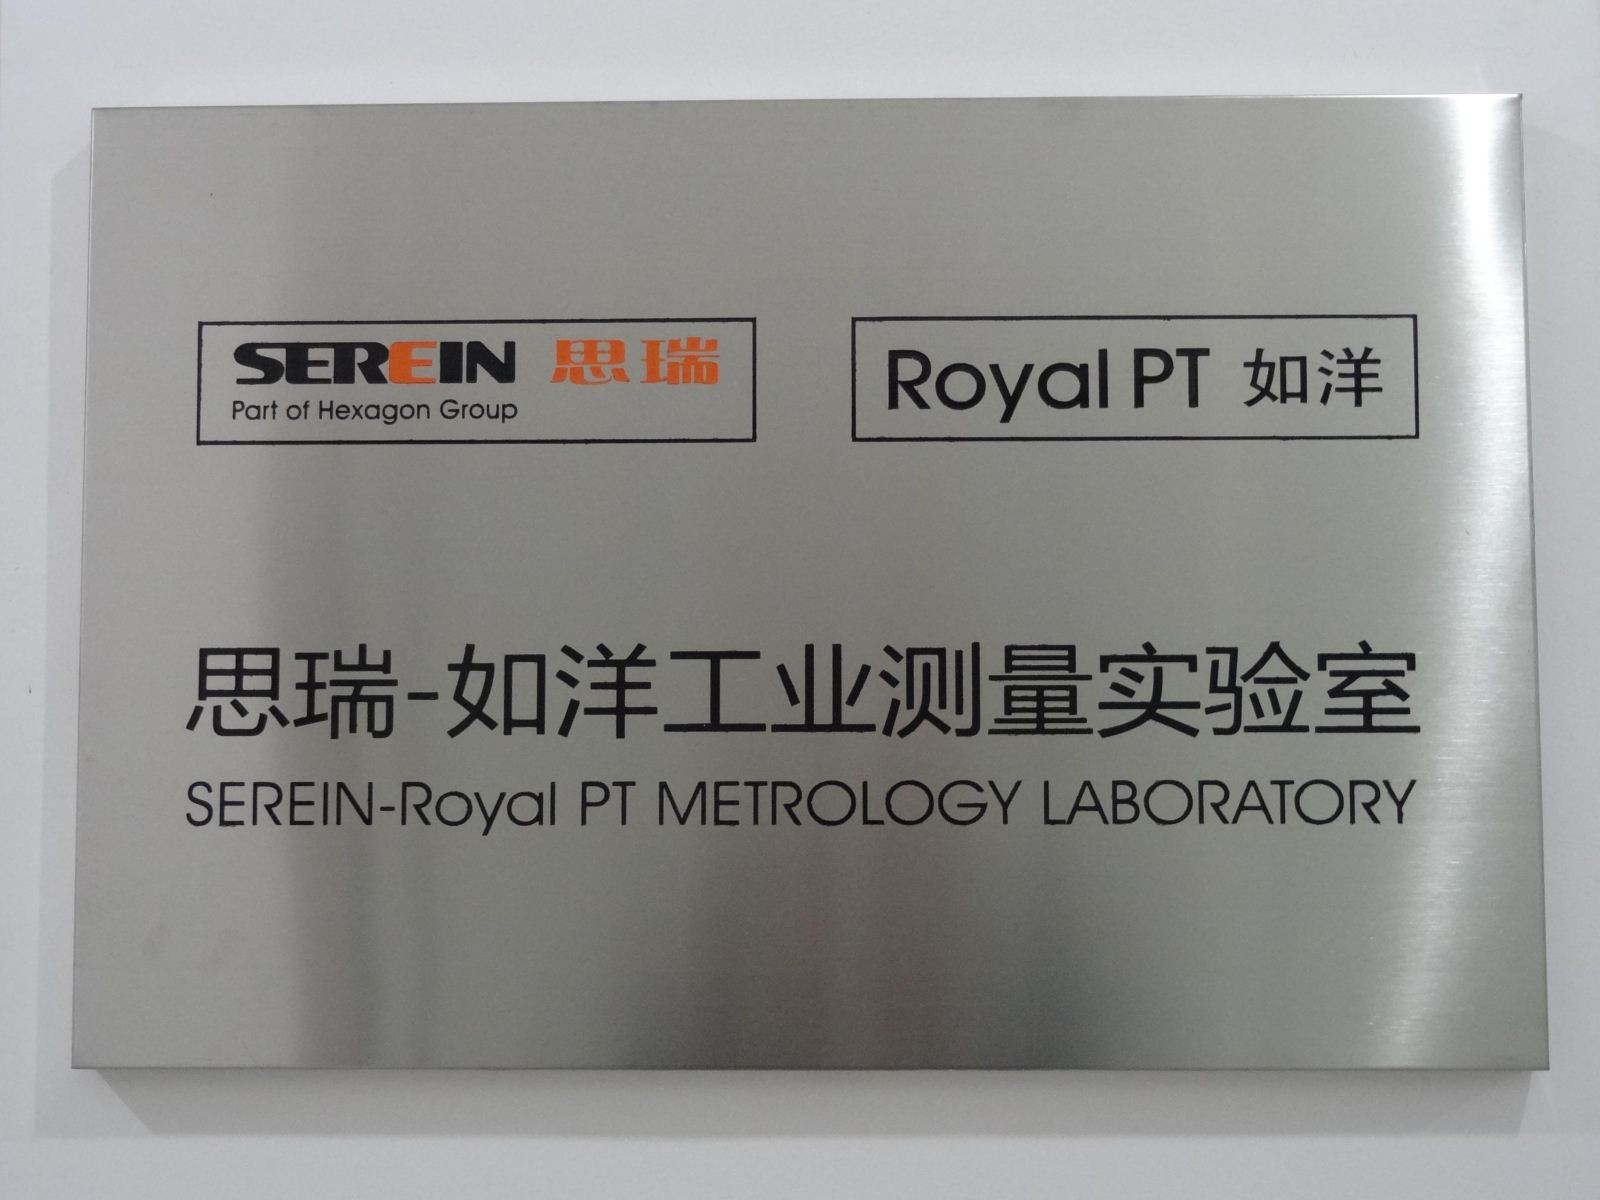 SEREIN 思瑞
Part of Hexagon Group
Royal PT 如洋
思瑞-如洋工业测量实验室
SEREIN-Royal PT METROLOGY LABORATORY